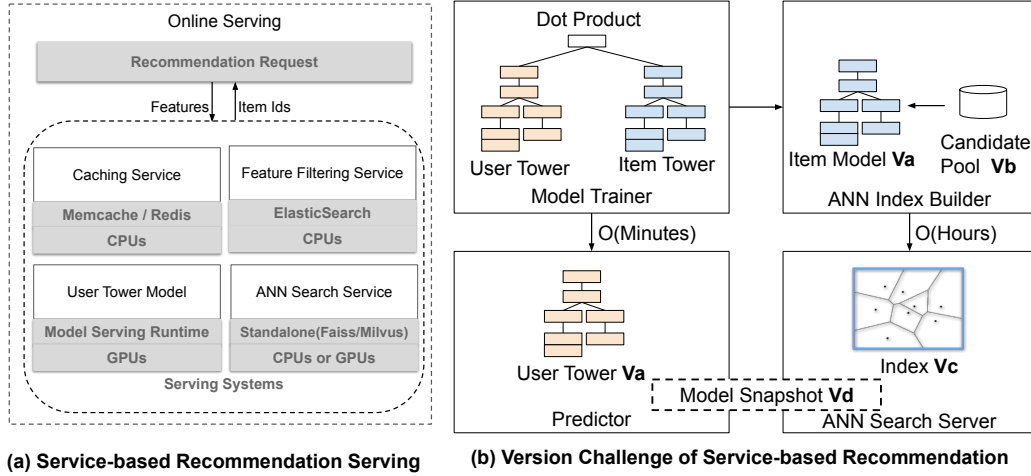 Online Serving
Recommendation Request
Features
Item Ids
Caching Service
Memcache / Redis
CPUs
Feature Filtering Service
ElasticSearch
CPUs
User Tower Model
Model Serving Runtime
GPUs
ANN Search Service
Standalone(Faiss/Milvus)
CPUs or GPUs
Serving Systems
(a) Service-based Recommendation Serving
Dot Product
User Tower
Item Tower
Model Trainer
Item Model Va
Candidate
Pool Vb
ANN Index Builder
O(Minutes)
O(Hours)
User Tower Va
Predictor
Index Vc
ANN Search Server
Model Snapshot Vd
(b) Version Challenge of Service-based Recommendation